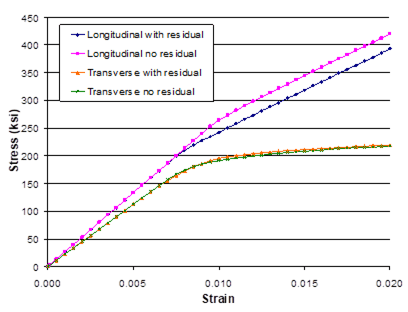 450
400
350
300
250
200
150
100
50
0
Stress (ksi)
Longitudinal with residual
Longitudinal no residual
Transverse with residual
Transverse no residual
0.000 0.005 0.010 0.015 0.020
Strain